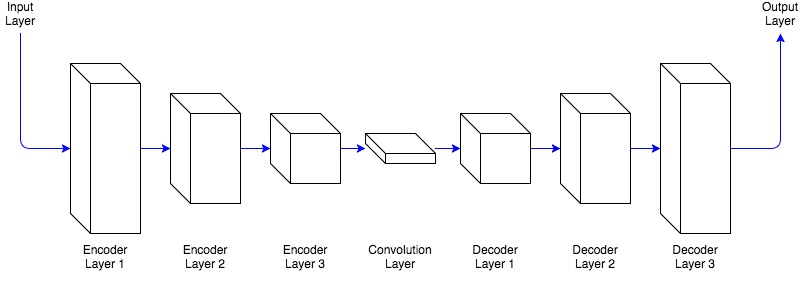 Input
Layer
Output
Layer
Encoder
Layer 1
Encoder
Layer 2
Encoder
Layer 3
Convolution
Layer
Decoder
Layer 1
Decoder
Layer 2
Decoder
Layer 3